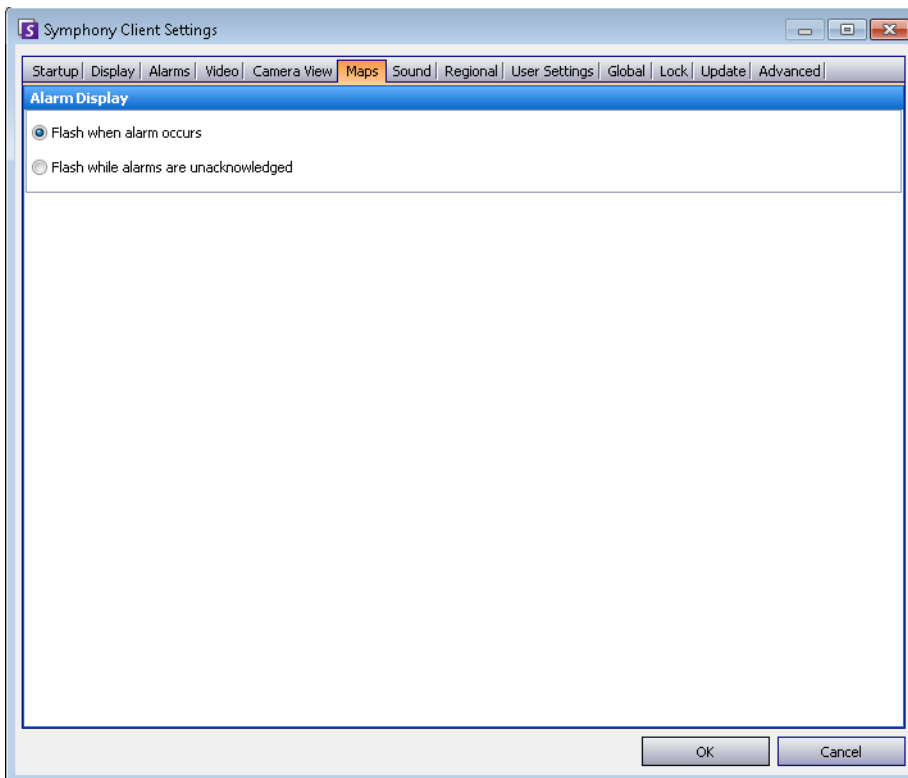 Symphony Client Settings
Startup Display Alarms Video Camera View Maps Sound Regional User Settings Global Lock Update Advanced
Alarm Display
Flash when alarm occurs
Flash while alarms are unacknowledged
OK Cancel